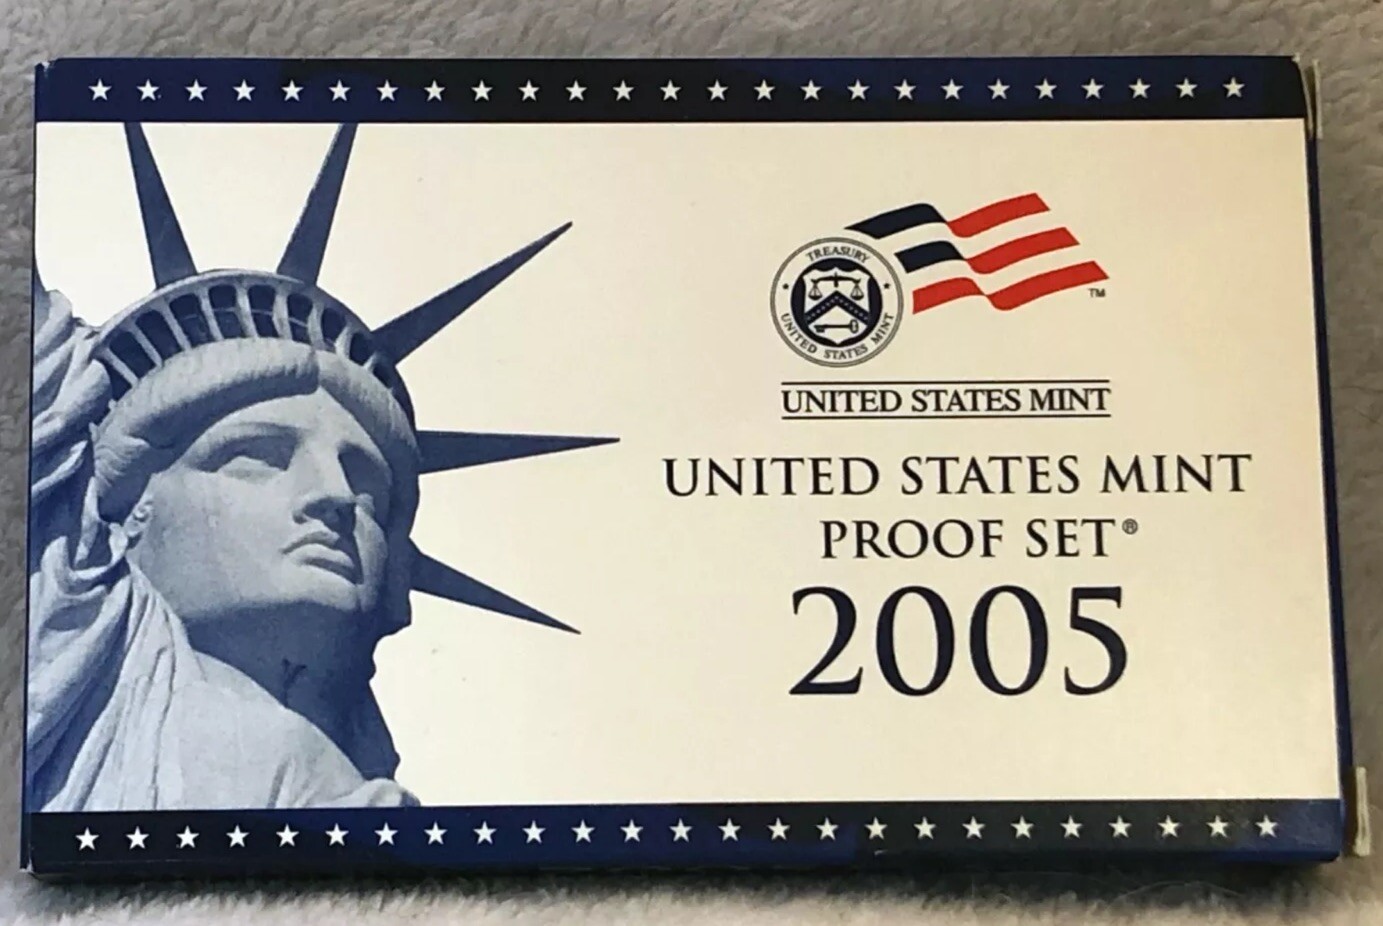 TREASURY
UNITED STATES MINT
TM
UNITED STATES MINT
UNITED STATES MINT
PROOF SET®
2005